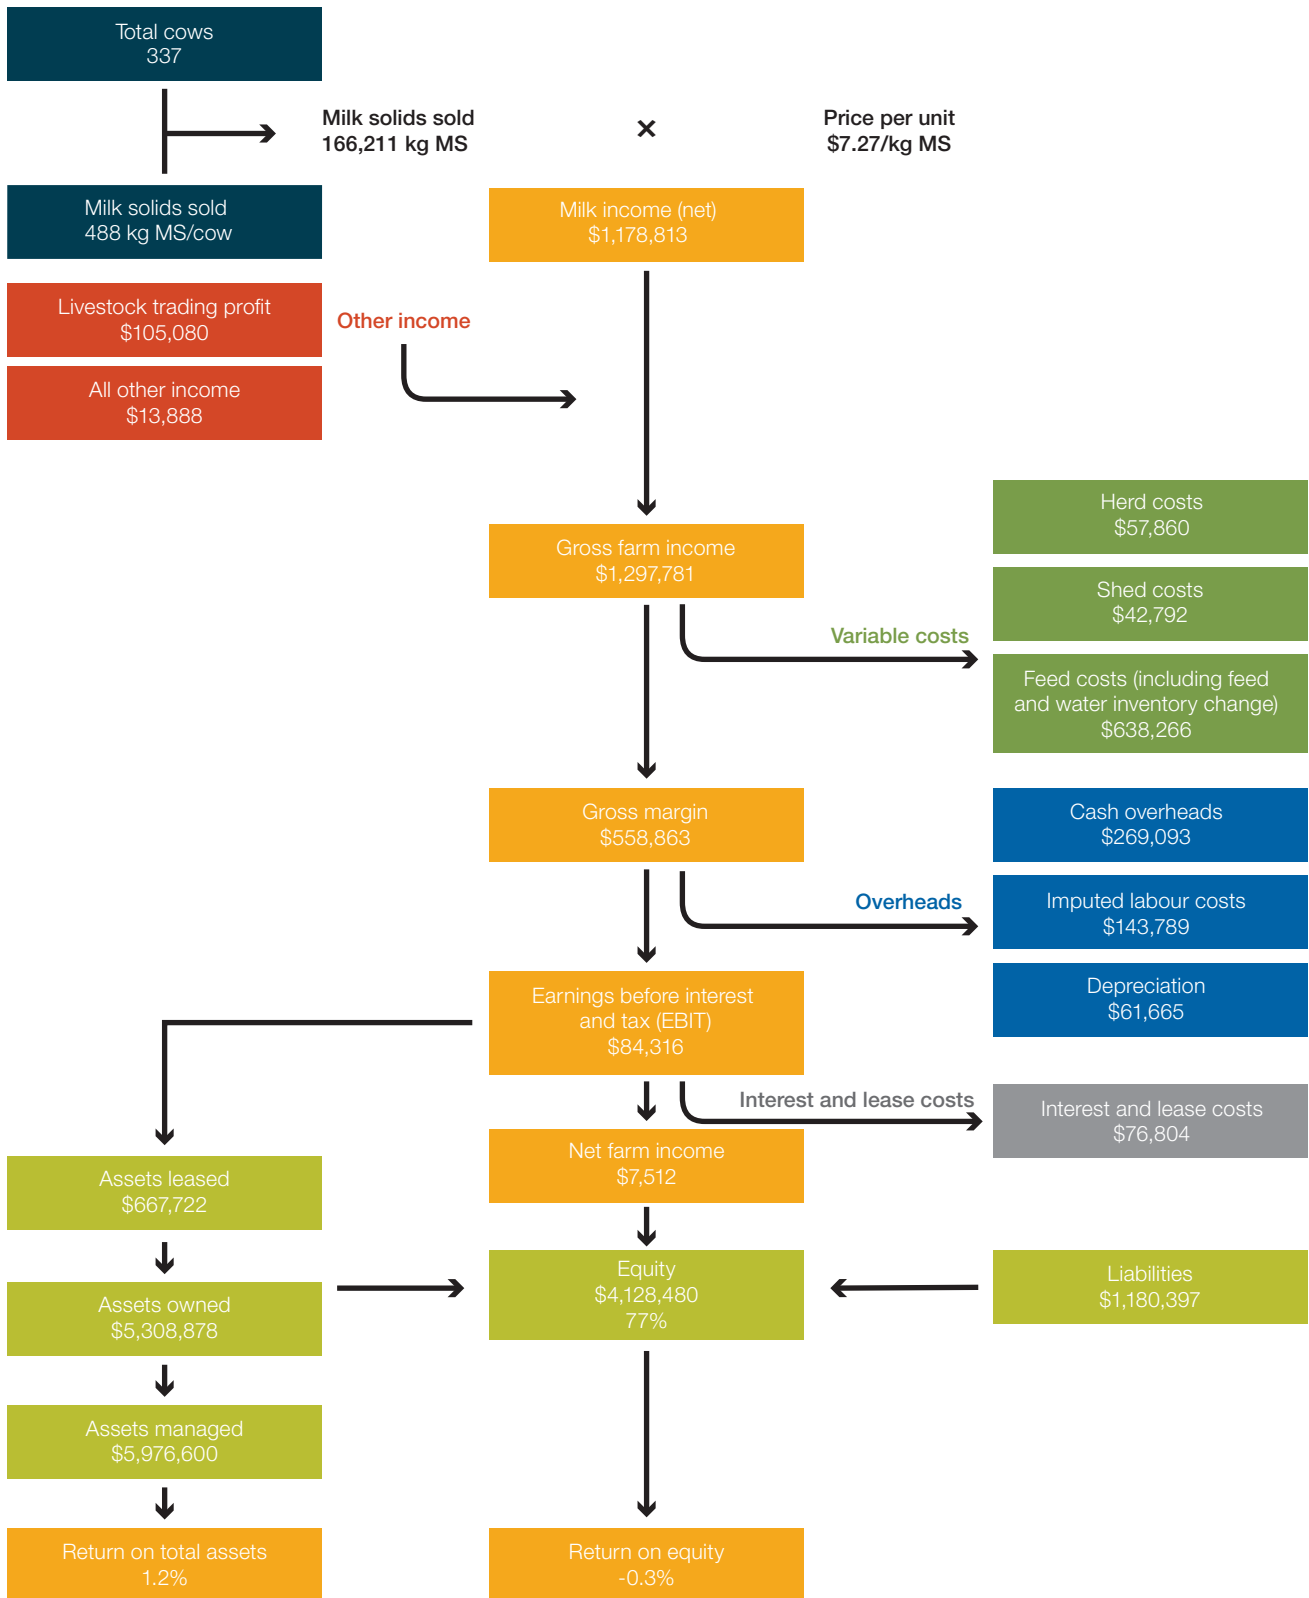 Total cows
337
Milk solids sold
166,211 kg MS
×
Price per unit
$7.27/kg MS
Milk solids sold
488 kg MS/cow
Milk income (net)
$1,178,813
Livestock trading profit
$105,080
Other income
All other income
$13,888
Gross farm income
$1,297,781
Herd costs
$57,860
Shed costs
$42,792
Variable costs
Feed costs (including feed
and water inventory change)
$638,266
Gross margin
$558,863
Cash overheads
$269,093
Overheads
Imputed labour costs
$143,789
Earnings before interest
and tax (EBIT)
$84,316
Depreciation
$61,665
Interest and lease costs
Interest and lease costs
$76,804
Net farm income
$7,512
Assets leased
$667,722
Equity
$4,128,480
77%
Liabilities
$1,180,397
Assets owned
$5,308,878
Assets managed
$5,976,600
Return on total assets
1.2%
Return on equity
-0.3%